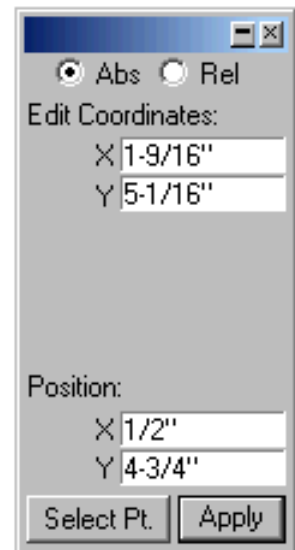 Abs Rel
Edit Coordinates:
X 1-9/16"
Y 5-1/16"
Position:
X 1/2"
Y 4-3/4"
Select Pt. Apply